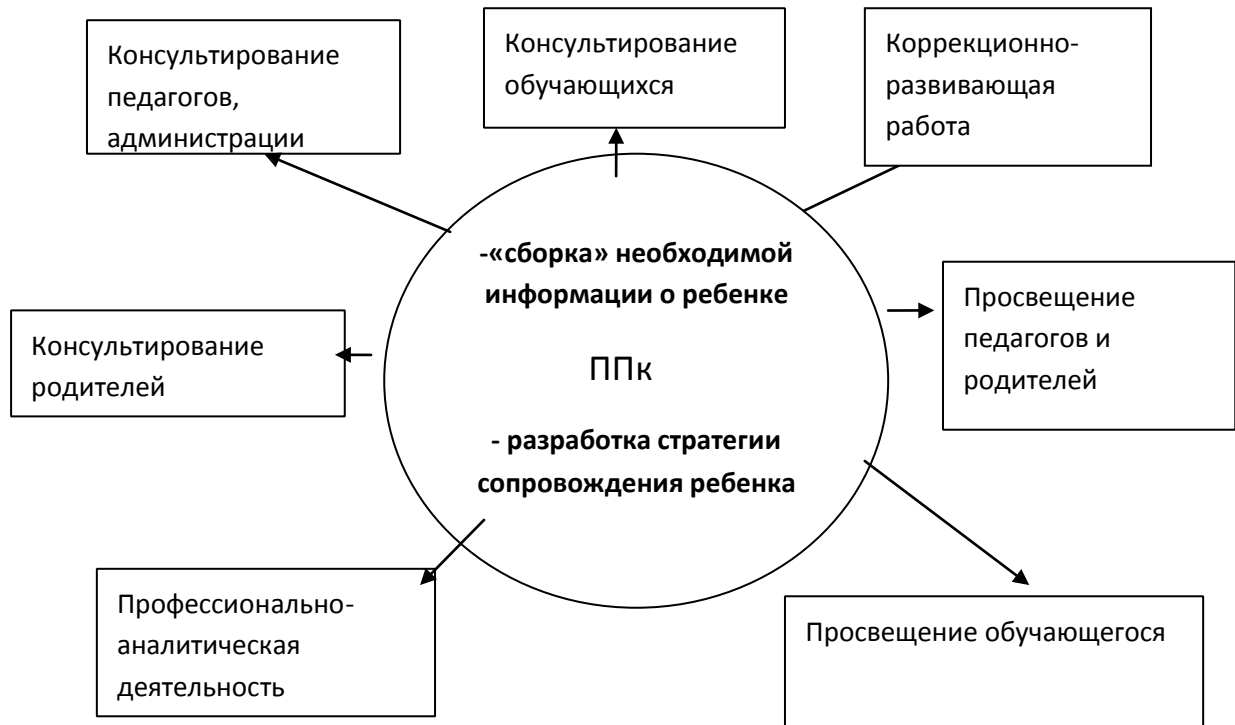 Консультирование
педагогов,
администрации
Консультирование
обучающихся
Коррекционно-
развивающая
работа
-«сборка» необходимой
информации о ребенке
ППк
- разработка стратегии
сопровождения ребенка
Консультирование
родителей
Просвещение
педагогов и
родителей
Профессионально-
аналитическая
деятельность
Просвещение обучающегося